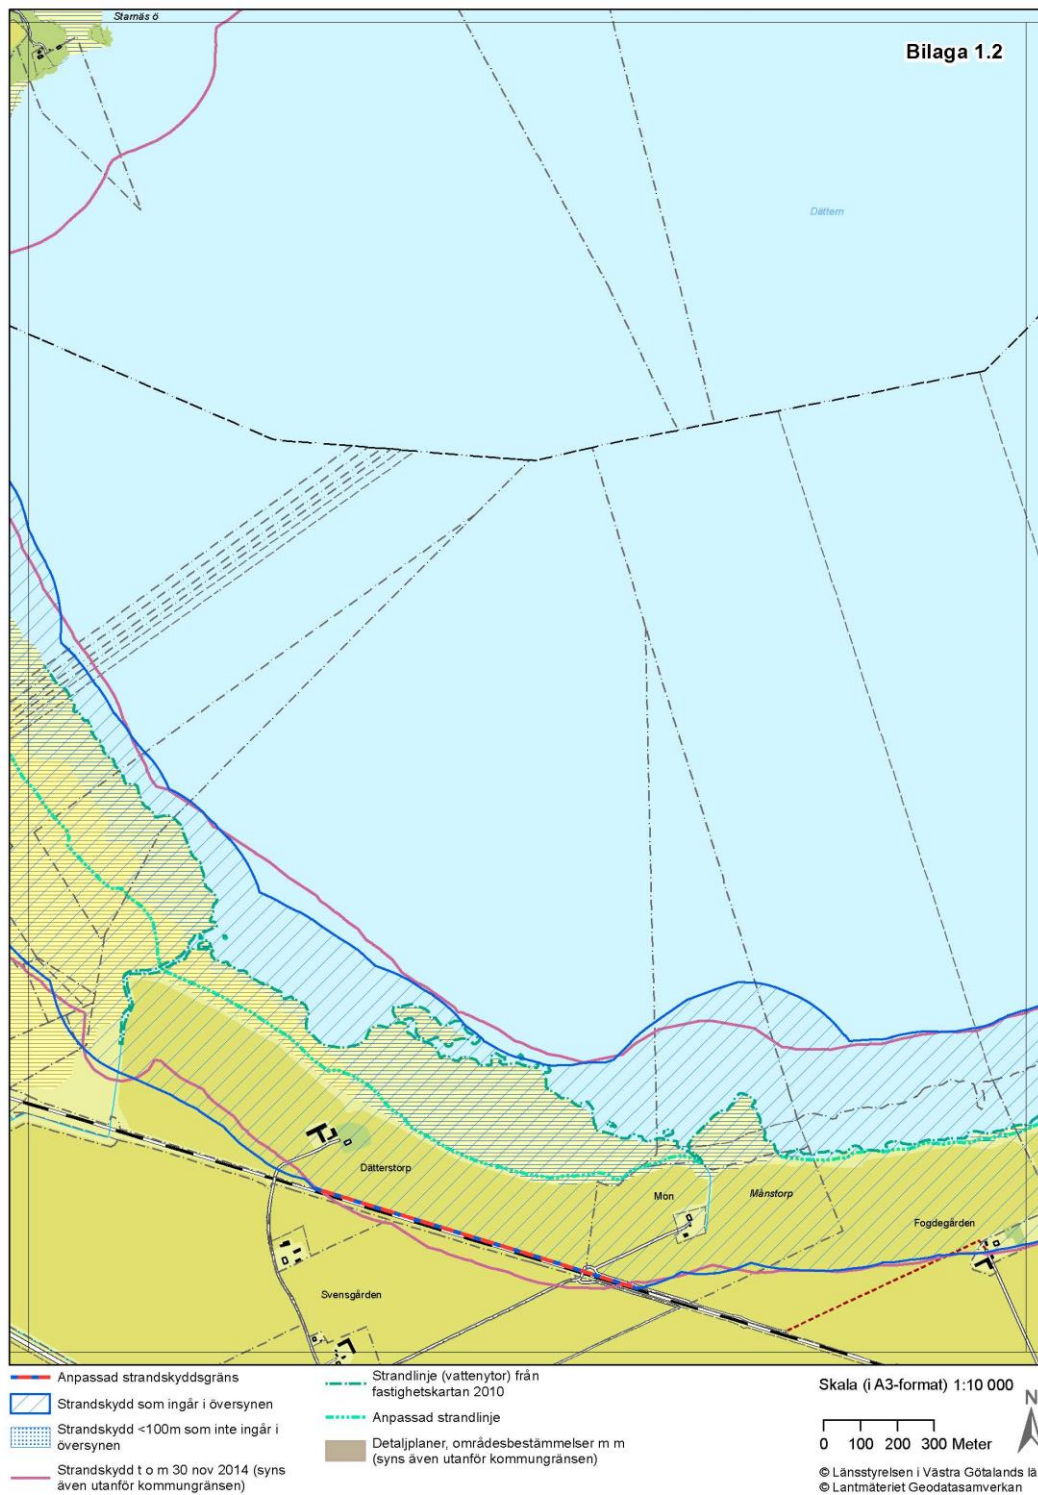 Starnäs ö
Bilaga 1.2
Dättern
Dätterstorp
Mon
Månstorp
Fogdegården
Svensgården
Anpassad strandskyddsgräns
Strandskydd som ingår i översynen
Strandskydd <100m som inte ingår i
översynen
Strandskydd t o m 30 nov 2014 (syns
även utanför kommungränsen)
Strandlinje (vattenytor) från
fastighetskartan 2010
Anpassad strandlinje
Detaljplaner, områdesbestämmelser m m
(syns även utanför kommungränsen)
Skala (i A3-format) 1:10 000
N
0 100 200 300 Meter
© Länsstyrelsen i Västra Götalands lä
© Lantmäteriet Geodatasamverkan